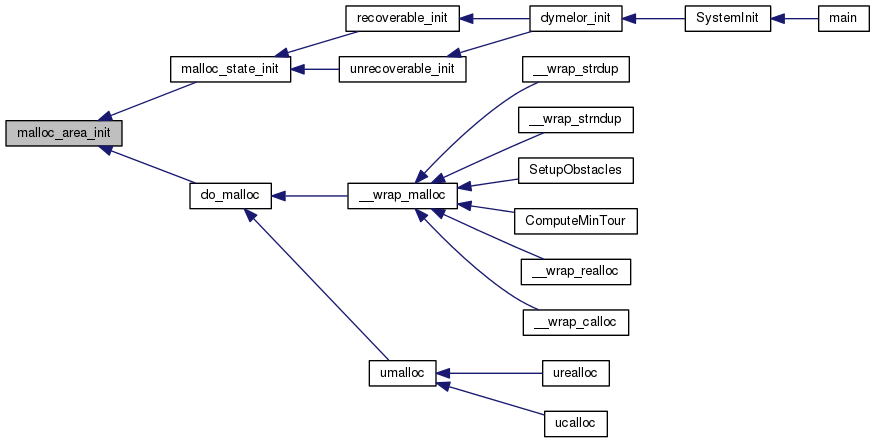 recoverable_init
dymelor_init
SystemInit
main
malloc_state_init
unrecoverable_init
__wrap_strdup
__wrap_strndup
malloc_area_init
SetupObstacles
do_malloc
__wrap_malloc
ComputeMinTour
__wrap_realloc
__wrap_calloc
umalloc
urealloc
ucalloc